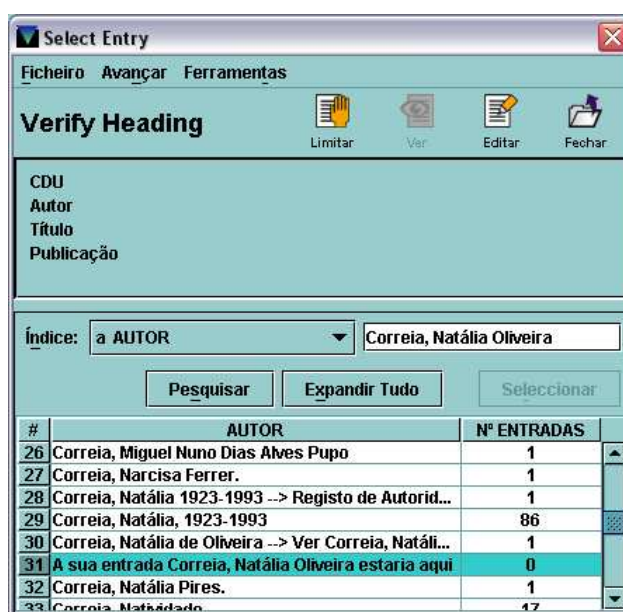 Select Entry
Ficheiro Avançar Ferramentas
Verify Heading
Limitar Ver Editar Fechar
CDU
Autor
Título
Publicação
Índice: a AUTOR Correia, Natália Oliveira
Pesquisar Expandir Tudo Seleccionar
# AUTOR Nº ENTRADAS
26 Correia, Miguel Nuno Dias Alves Pupo 1
27 Correia, Narcisa Ferrer. 1
28 Correia, Natália 1923-1993 --> Registo de Autorid... 1
29 Correia, Natália, 1923-1993 86
30 Correia, Natália de Oliveira --> Ver Correia, Natáli... 1
31 A sua entrada Correia, Natália Oliveira estaria aqui 0
32 Correia, Natália Pires. 1
33 Correia, Natividade 17